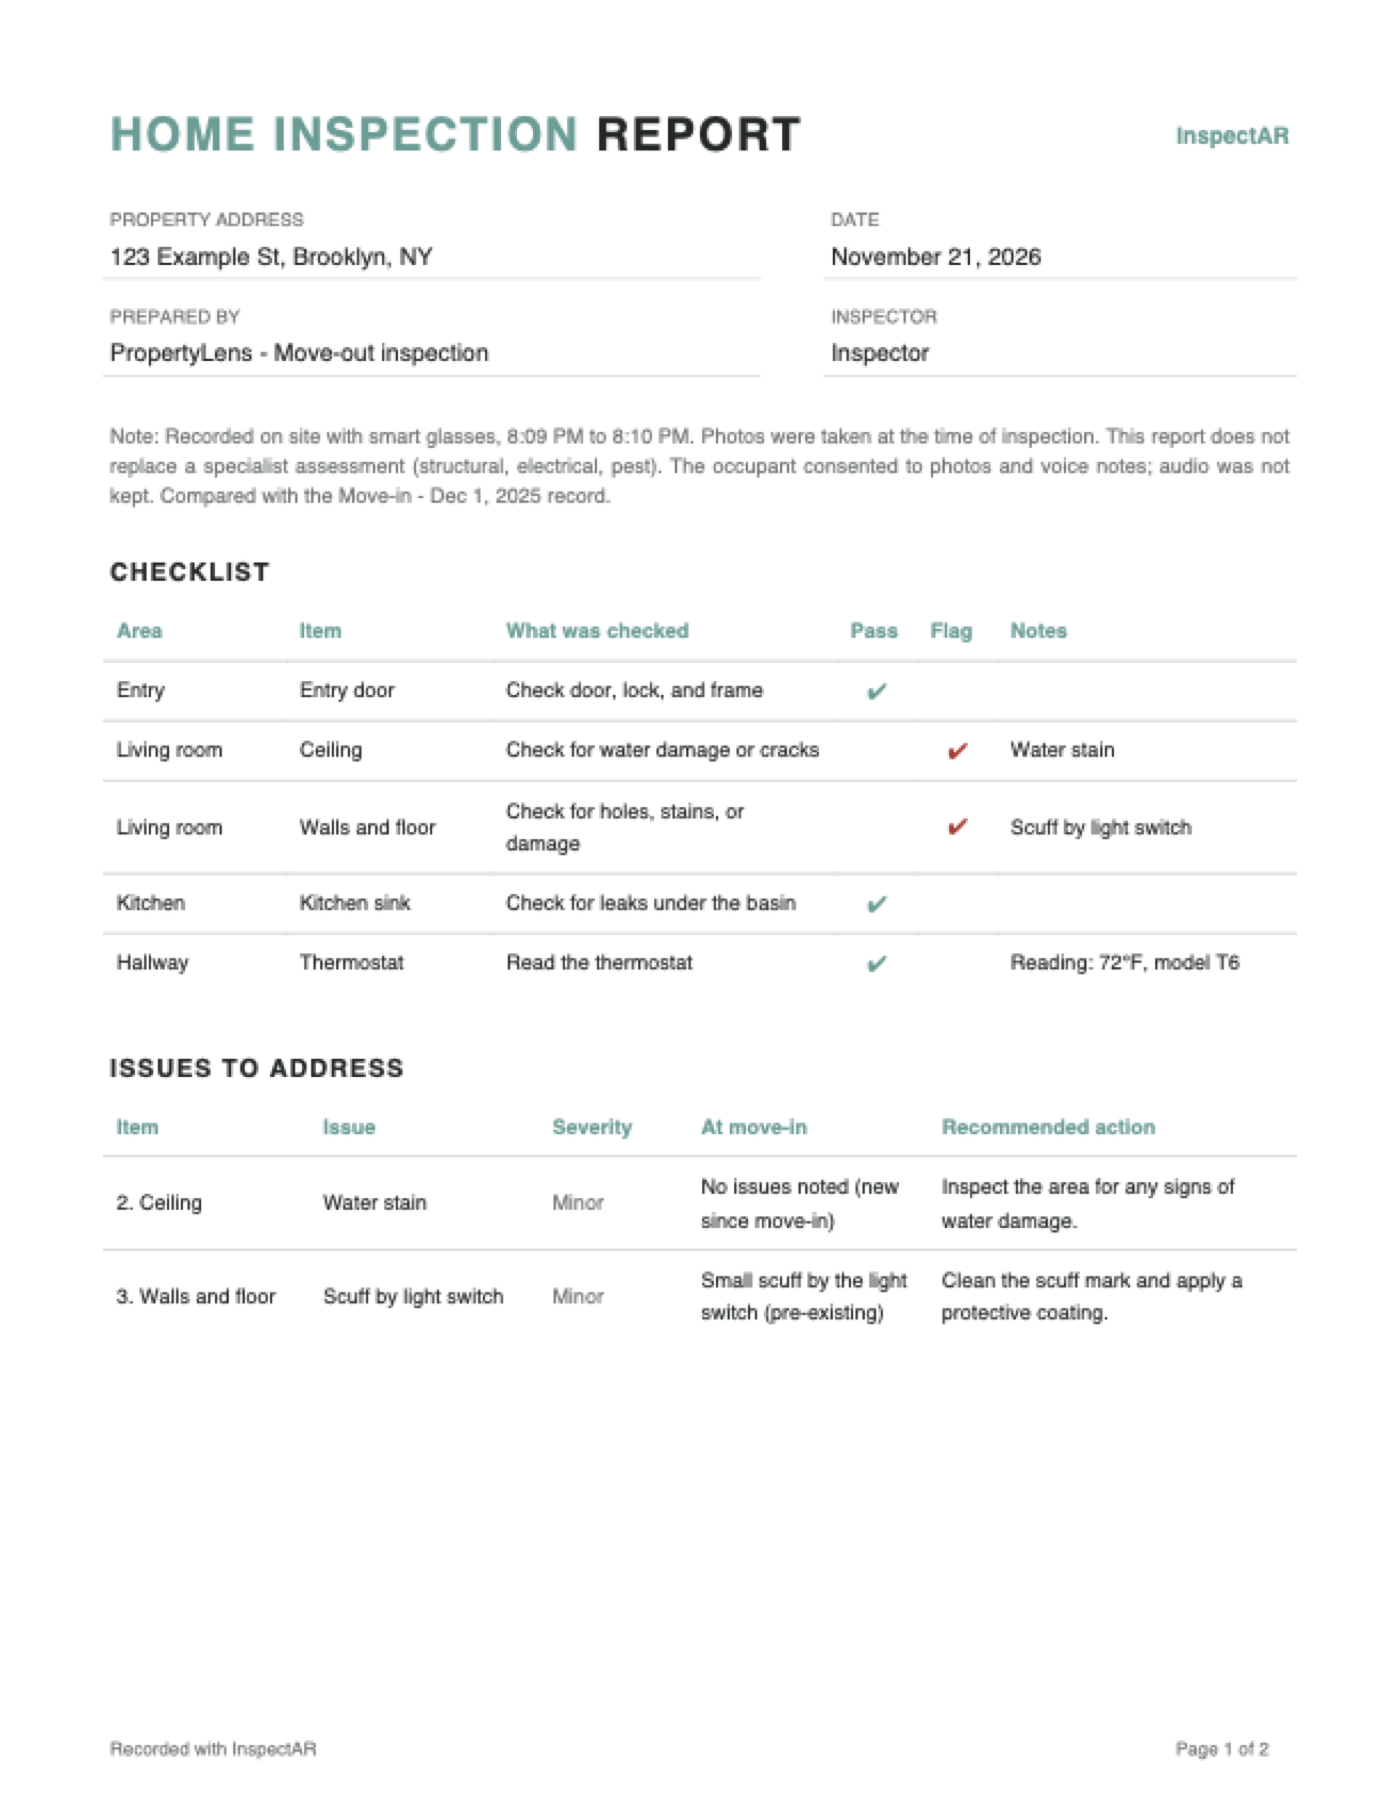 HOME INSPECTION REPORT
InspectAR
PROPERTY ADDRESS
DATE
123 Example St, Brooklyn, NY
November 21, 2026
PREPARED BY
INSPECTOR
PropertyLens - Move-out inspection
Inspector
Note: Recorded on site with smart glasses, 8:09 PM to 8:10 PM. Photos were taken at the time of inspection. This report does not
replace a specialist assessment (structural, electrical, pest). The occupant consented to photos and voice notes; audio was not
kept. Compared with the Move-in - Dec 1, 2025 record.
CHECKLIST
Area Item What was checked Pass Flag Notes
Entry Entry door Check door, lock, and frame ✔
Living room Ceiling Check for water damage or cracks ✔ Water stain
Living room Walls and floor Check for holes, stains, or
damage ✔ Scuff by light switch
Kitchen Kitchen sink Check for leaks under the basin ✔
Hallway Thermostat Read the thermostat ✔ Reading: 72°F, model T6
ISSUES TO ADDRESS
Item Issue Severity At move-in Recommended action
2. Ceiling Water stain Minor No issues noted (new
since move-in) Inspect the area for any signs of
water damage.
3. Walls and floor Scuff by light switch Minor Small scuff by the light
switch (pre-existing) Clean the scuff mark and apply a
protective coating.
Recorded with InspectAR
Page 1 of 2